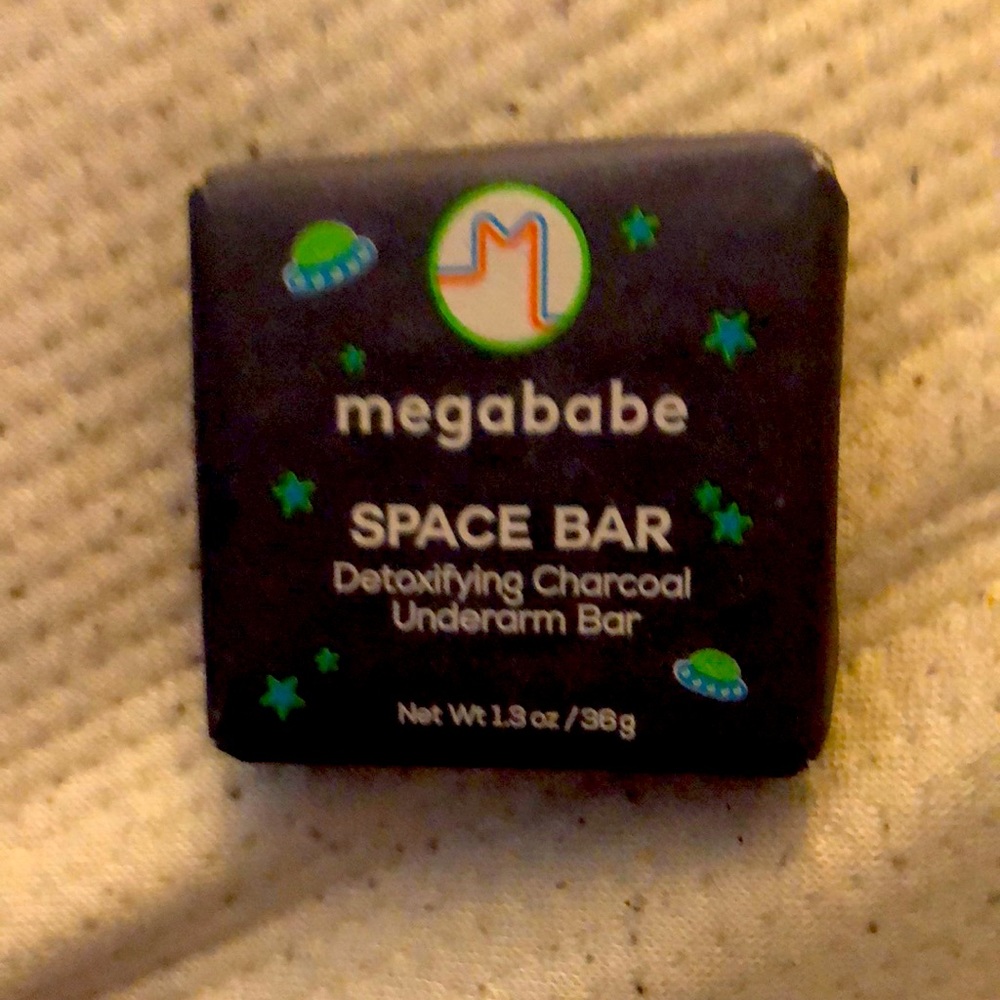 M
megababe
SPACE BAR
Detoxifying Charcoal
Underarm Bar
Net Wt 1.3 oz / 36g